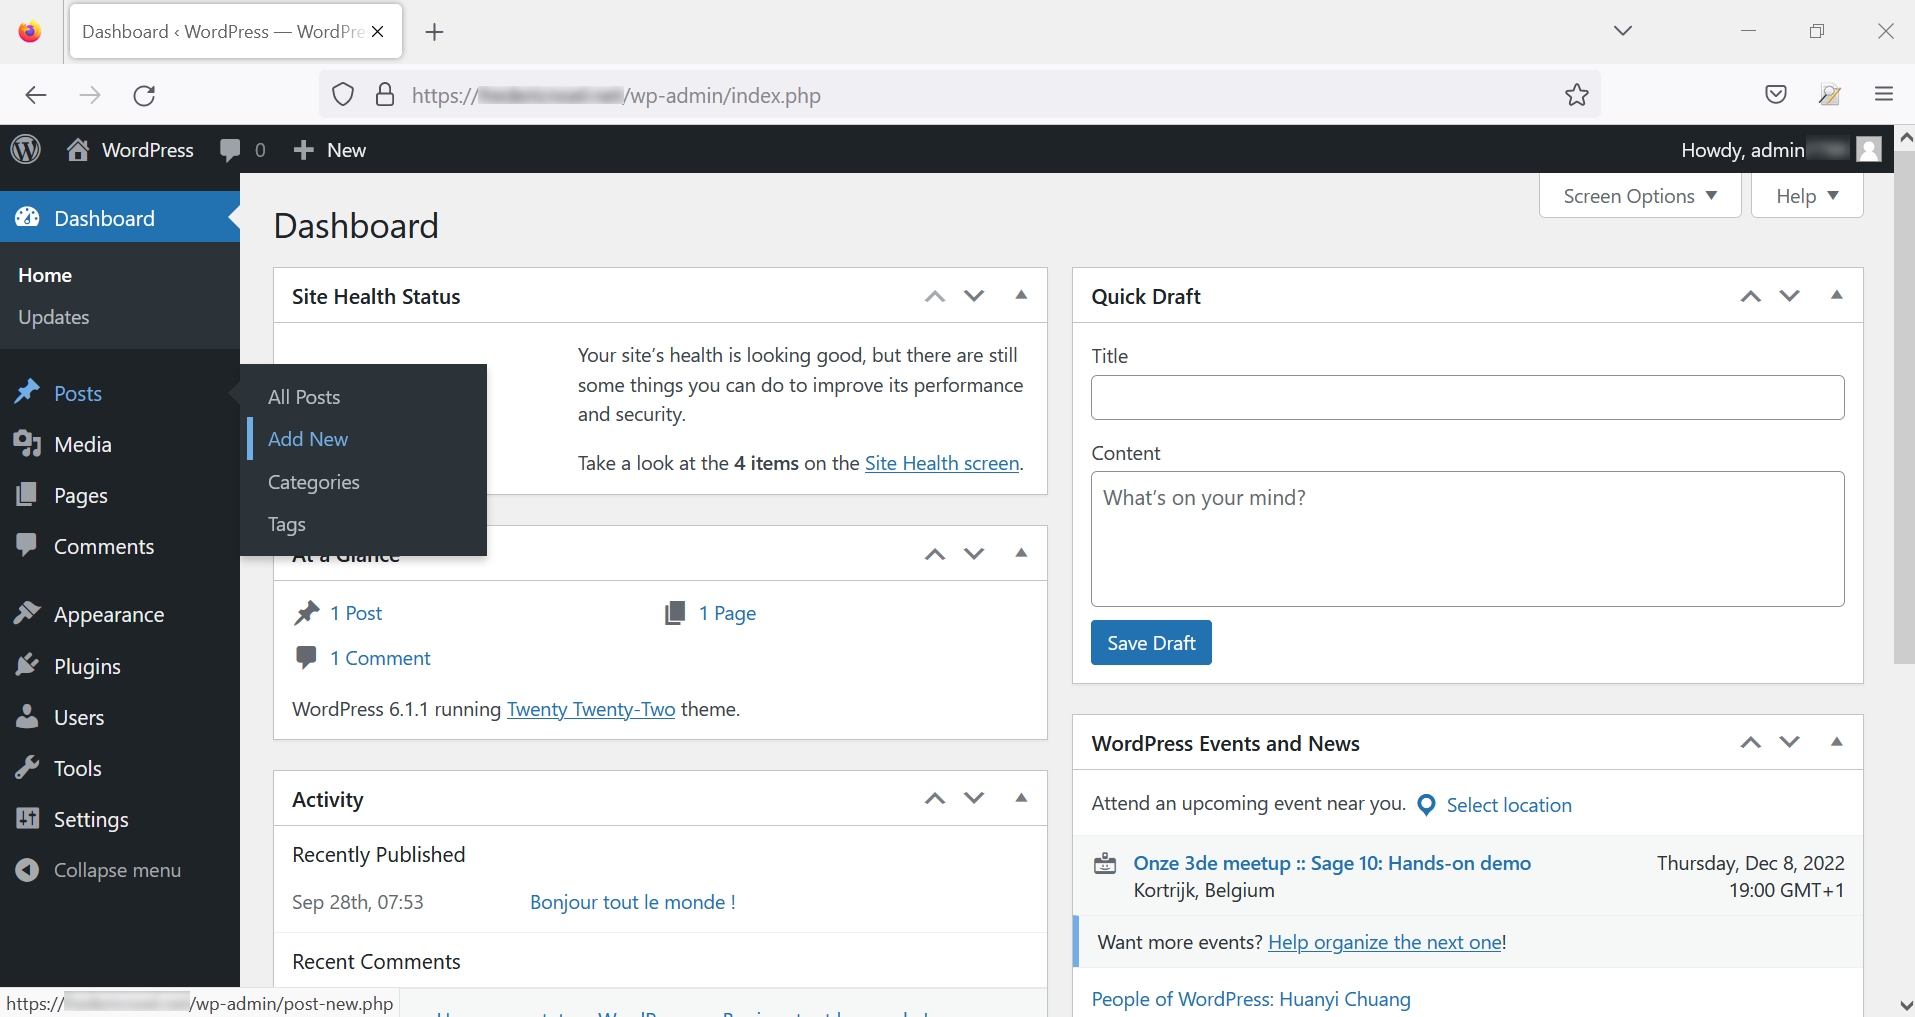 Dashboard ‹ WordPress — WordPre
https:// /wp-admin/index.php
WordPress 0 New
Howdy, admin
Screen Options Help
Dashboard
Home
Updates
Posts
All Posts
Add New
Categories
Tags
Media
Pages
Comments
Appearance
Plugins
Users
Tools
Settings
Collapse menu
Dashboard
Site Health Status
Your site’s health is looking good, but there are still
some things you can do to improve its performance
and security.
Take a look at the 4 items on the Site Health screen.
At a Glance
1 Post
1 Page
1 Comment
WordPress 6.1.1 running Twenty Twenty-Two theme.
Activity
Recently Published
Sep 28th, 07:53 Bonjour tout le monde !
Recent Comments
Quick Draft
Title
Content
What’s on your mind?
Save Draft
WordPress Events and News
Attend an upcoming event near you. Select location
Onze 3de meetup :: Sage 10: Hands-on demo
Kortrijk, Belgium
Thursday, Dec 8, 2022
19:00 GMT+1
Want more events? Help organize the next one!
People of WordPress: Huanyi Chuang
https:// /wp-admin/post-new.php